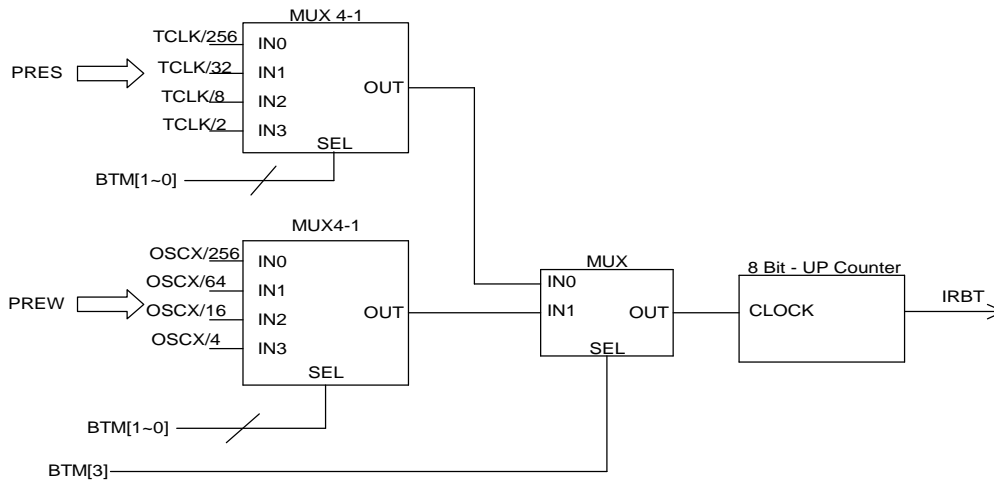 MUX 4-1
TCLK/256
IN0
PRES
TCLK/32
IN1
OUT
TCLK/8
IN2
TCLK/2
IN3
SEL
BTM[1~0]
MUX4-1
OSCX/256
IN0
PREW
OSCX/64
IN1
OSCX/16
IN2
OUT
OSCX/4
IN3
SEL
BTM[1~0]
MUX
IN0
IN1
OUT
SEL
8 Bit - UP Counter
CLOCK
IRBT
BTM[3]